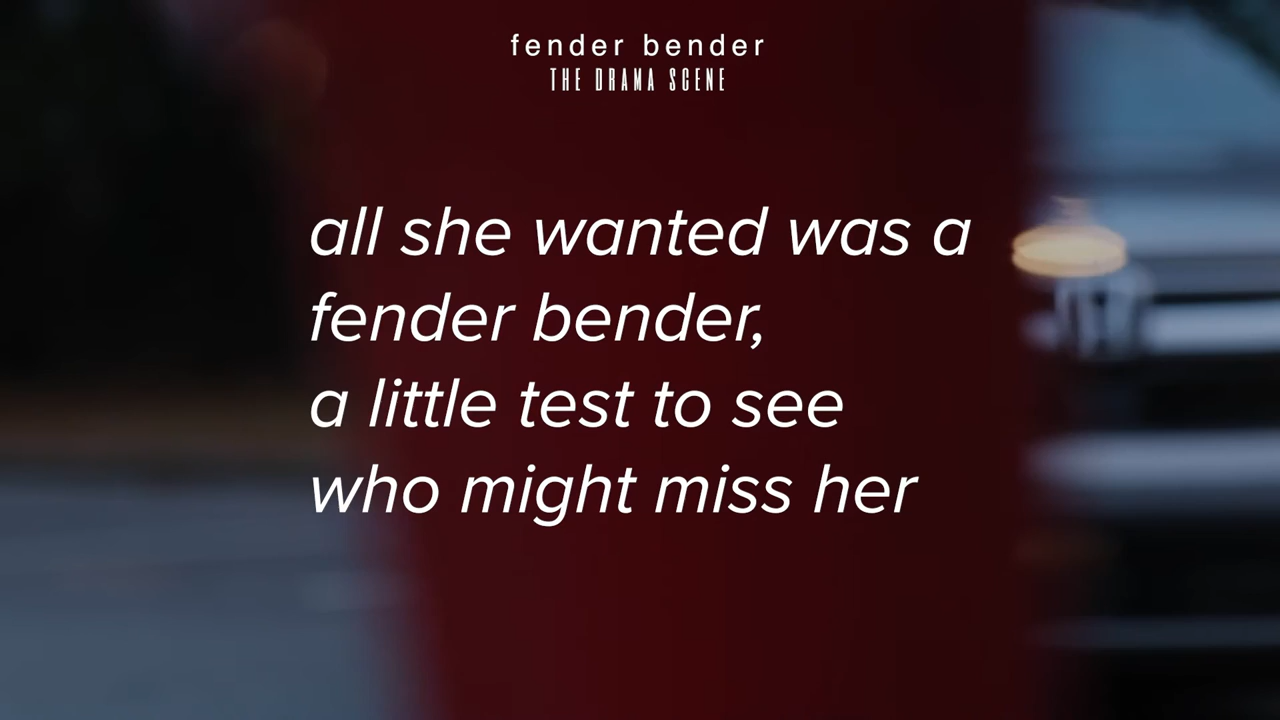 fender bender
THE DRAMA SCENE
all she wanted was a
fender bender,
a little test to see
who might miss her